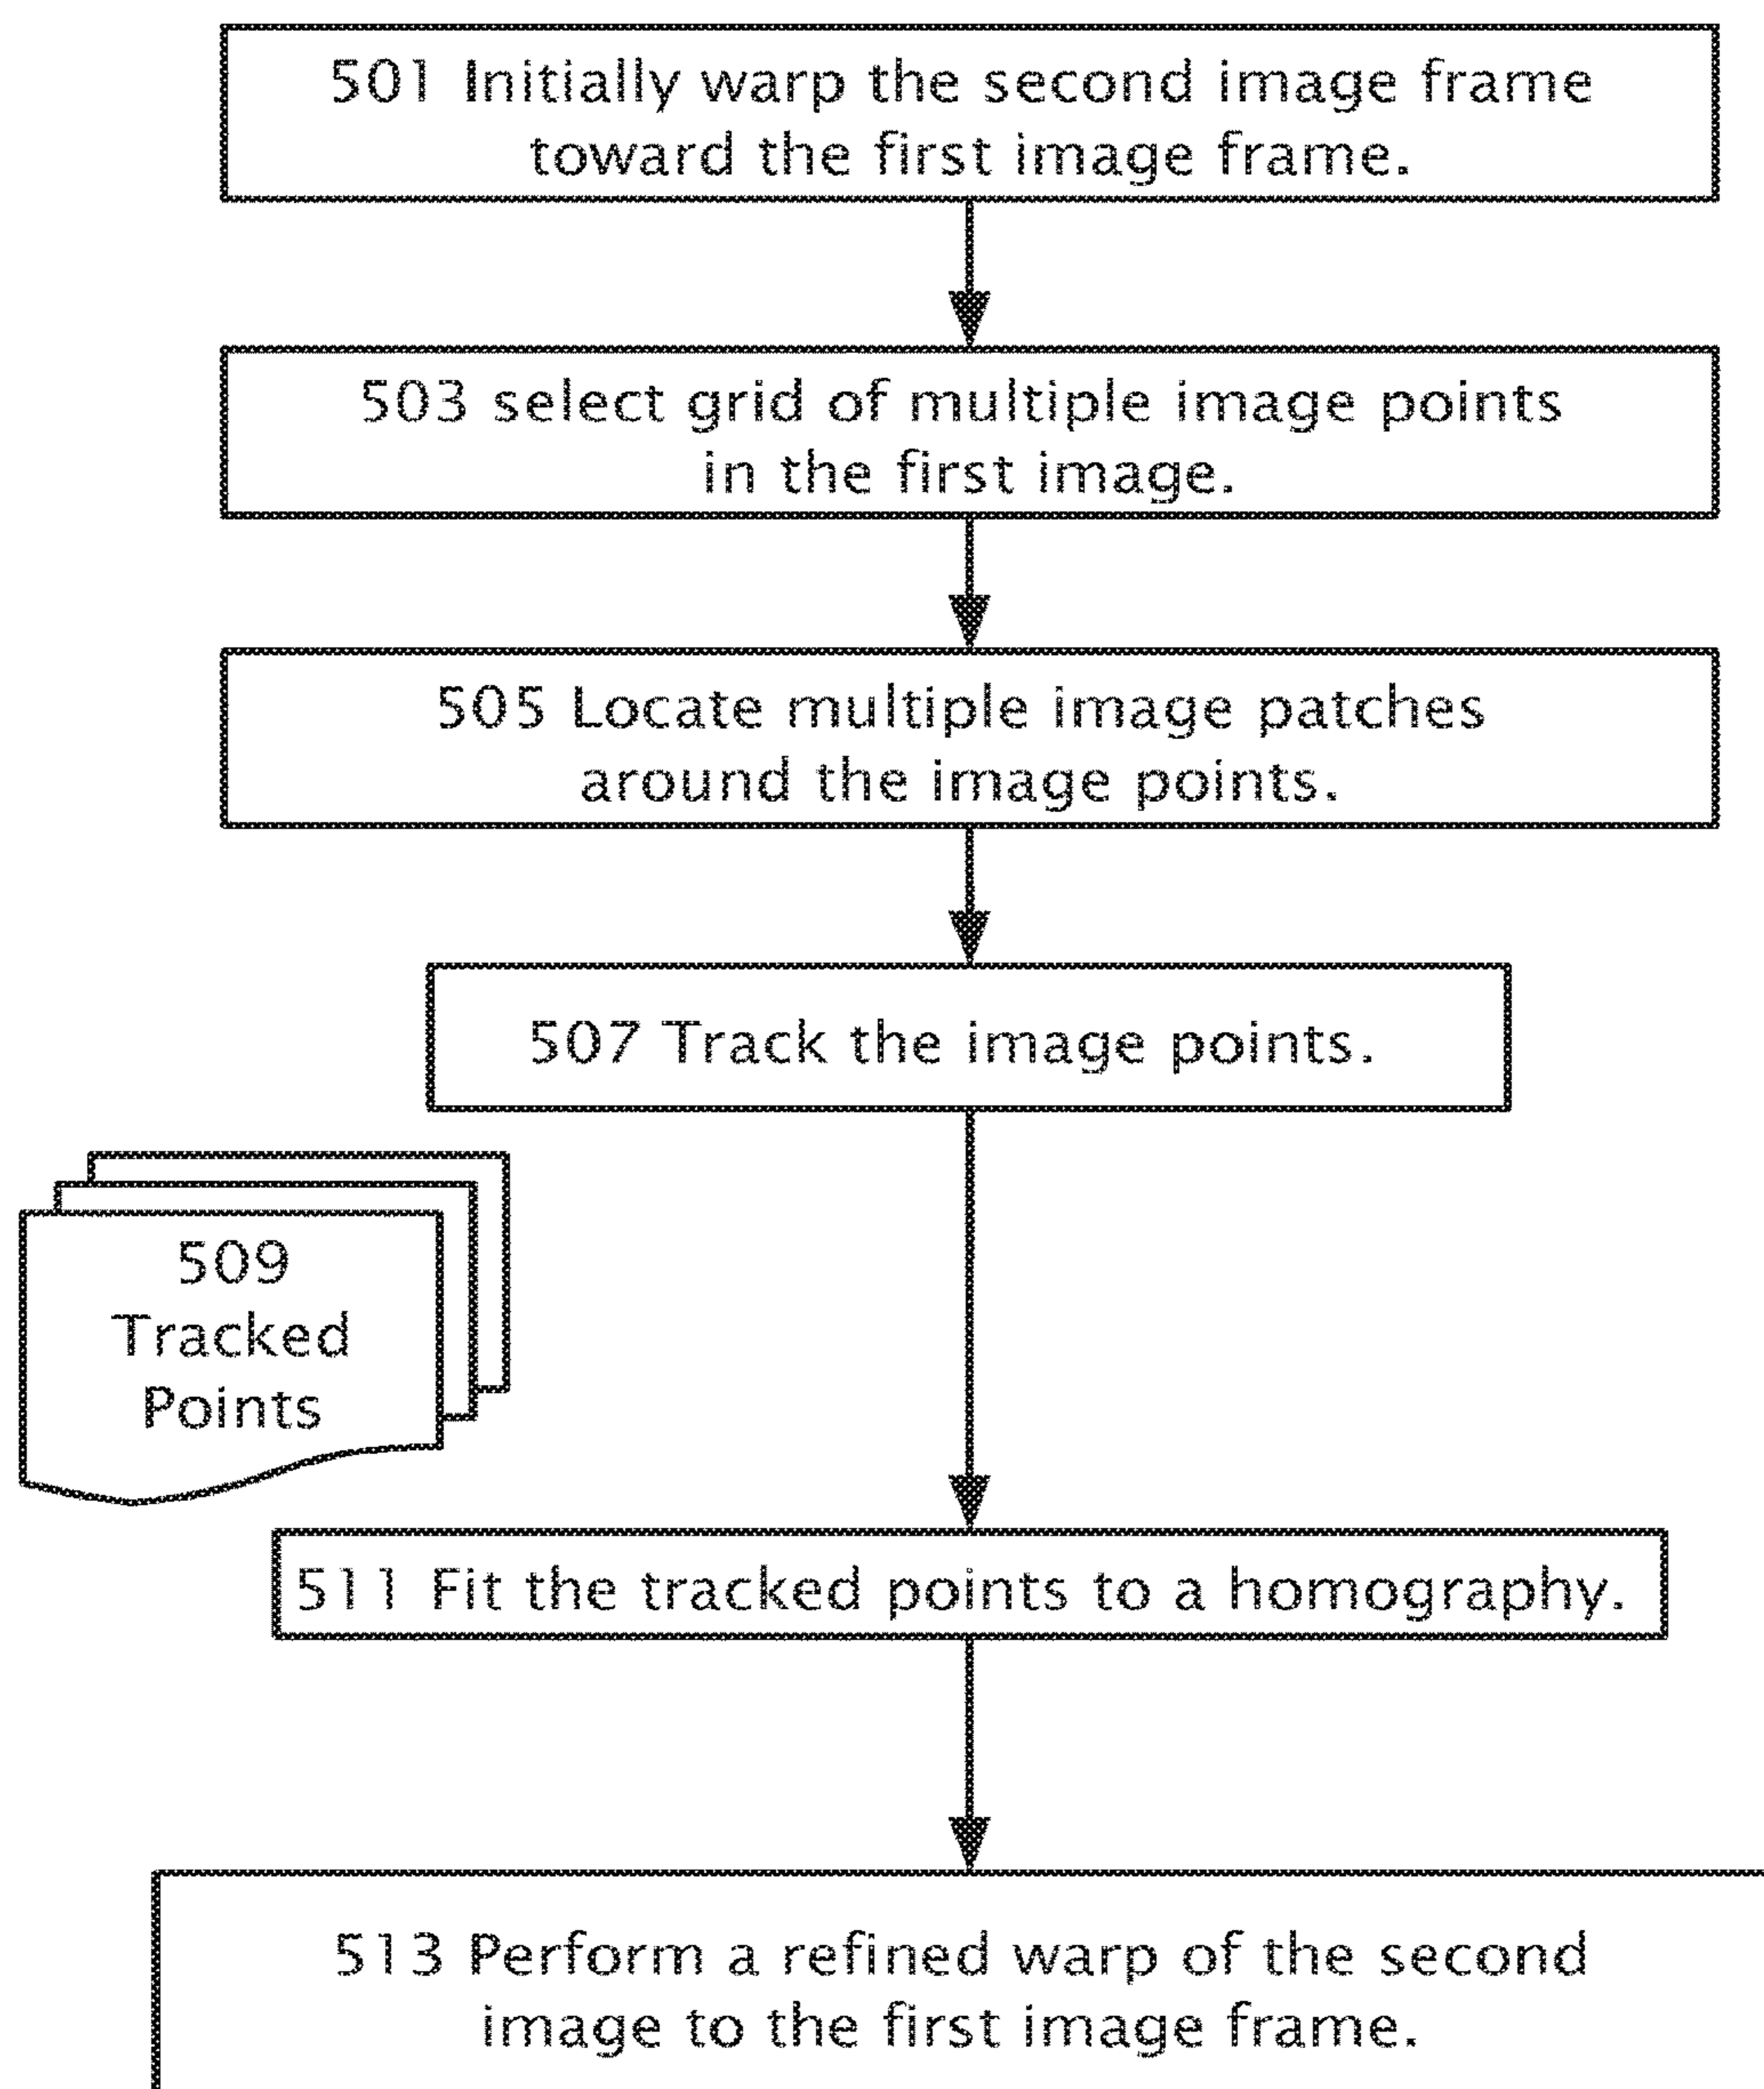 501 Initially warp the second image frame
toward the first image frame.
503 select grid of multiple image points
in the first image.
505 Locate multiple image patches
around the image points.
507 Track the image points.
509
Tracked
Points
511 Fit the tracked points to a homography.
513 Perform a refined warp of the second
image to the first image frame.